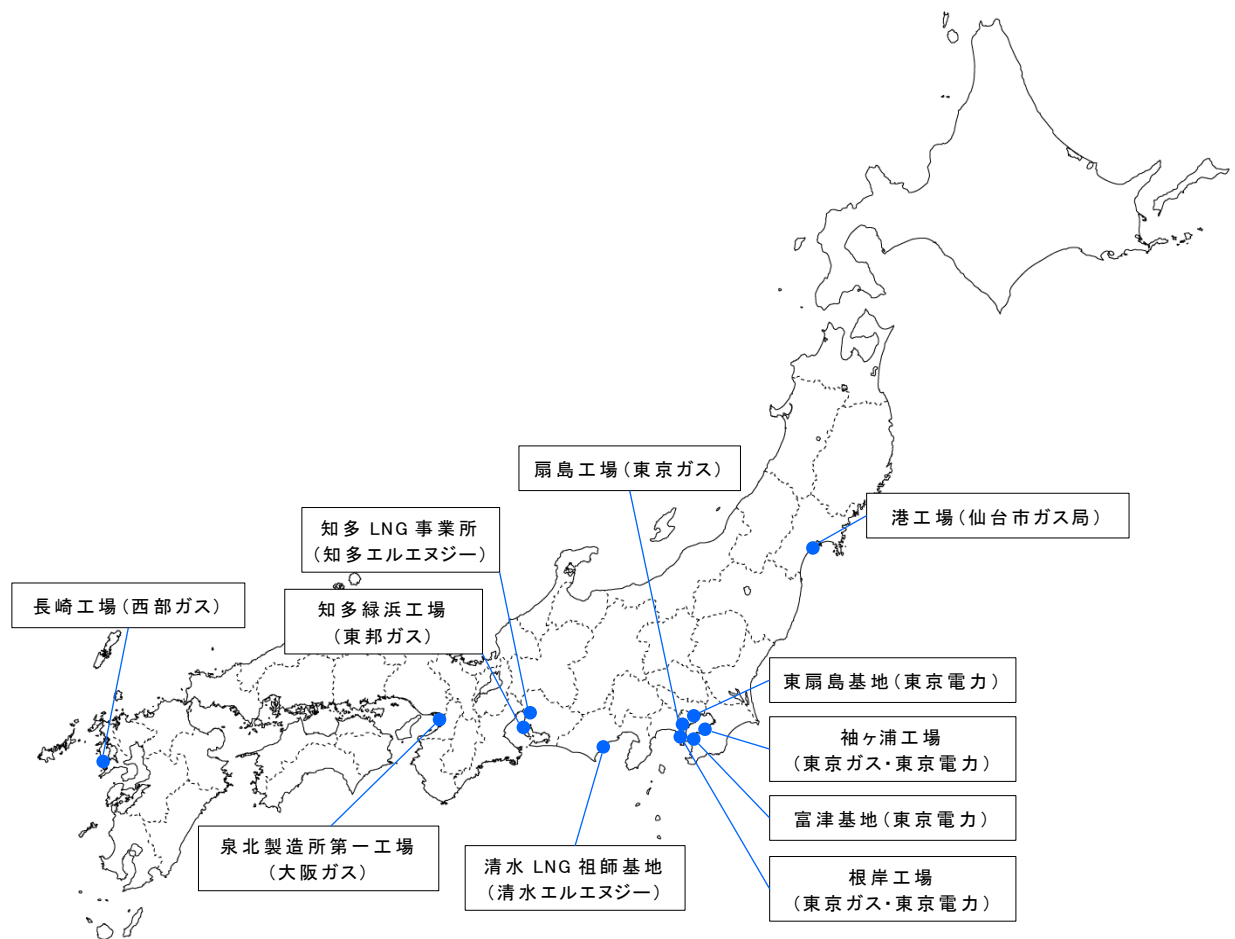 扇島工場（東京ガス）
港工場（仙台市ガス局）
知多 LNG 事業所
（知多エルエヌジー）
長崎工場（西部ガス）
知多緑浜工場
（東邦ガス）
東扇島基地（東京電力）
袖ヶ浦工場
（東京ガス・東京電力）
富津基地（東京電力）
泉北製造所第一工場
（大阪ガス）
清水 LNG 祖師基地
（清水エルエヌジー）
根岸工場
（東京ガス・東京電力）